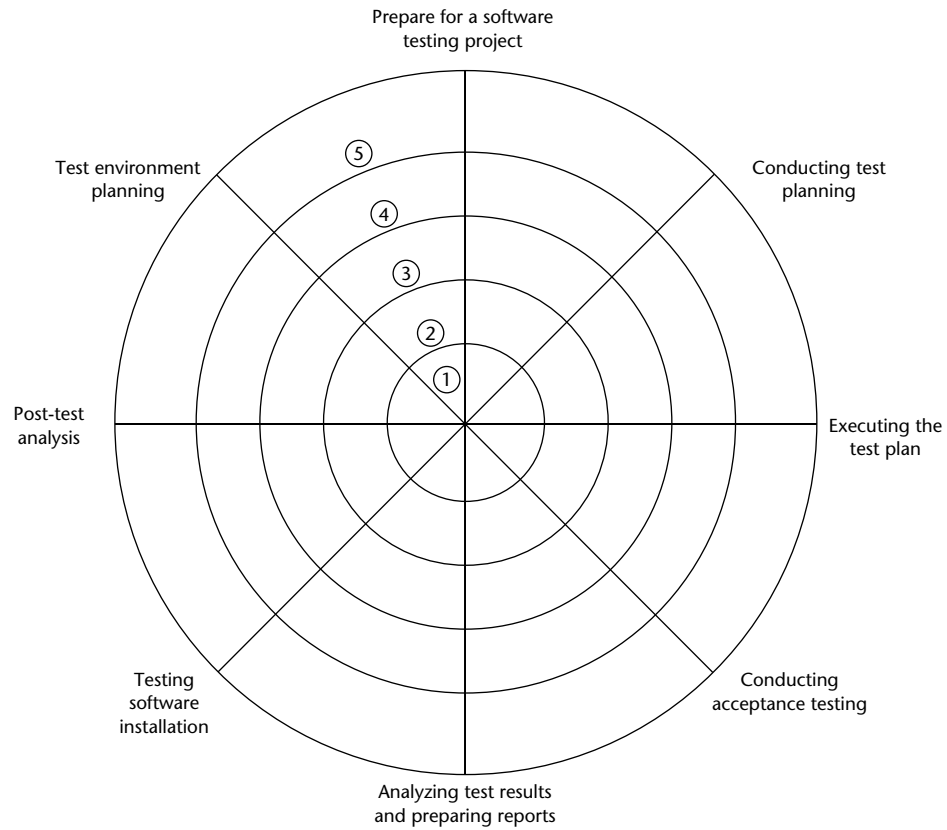 Prepare for a software
testing project
Test environment
planning
Conducting test
planning
5
4
3
2
1
Post-test
analysis
Executing the
test plan
Testing
software
installation
Conducting
acceptance testing
Analyzing test results
and preparing reports